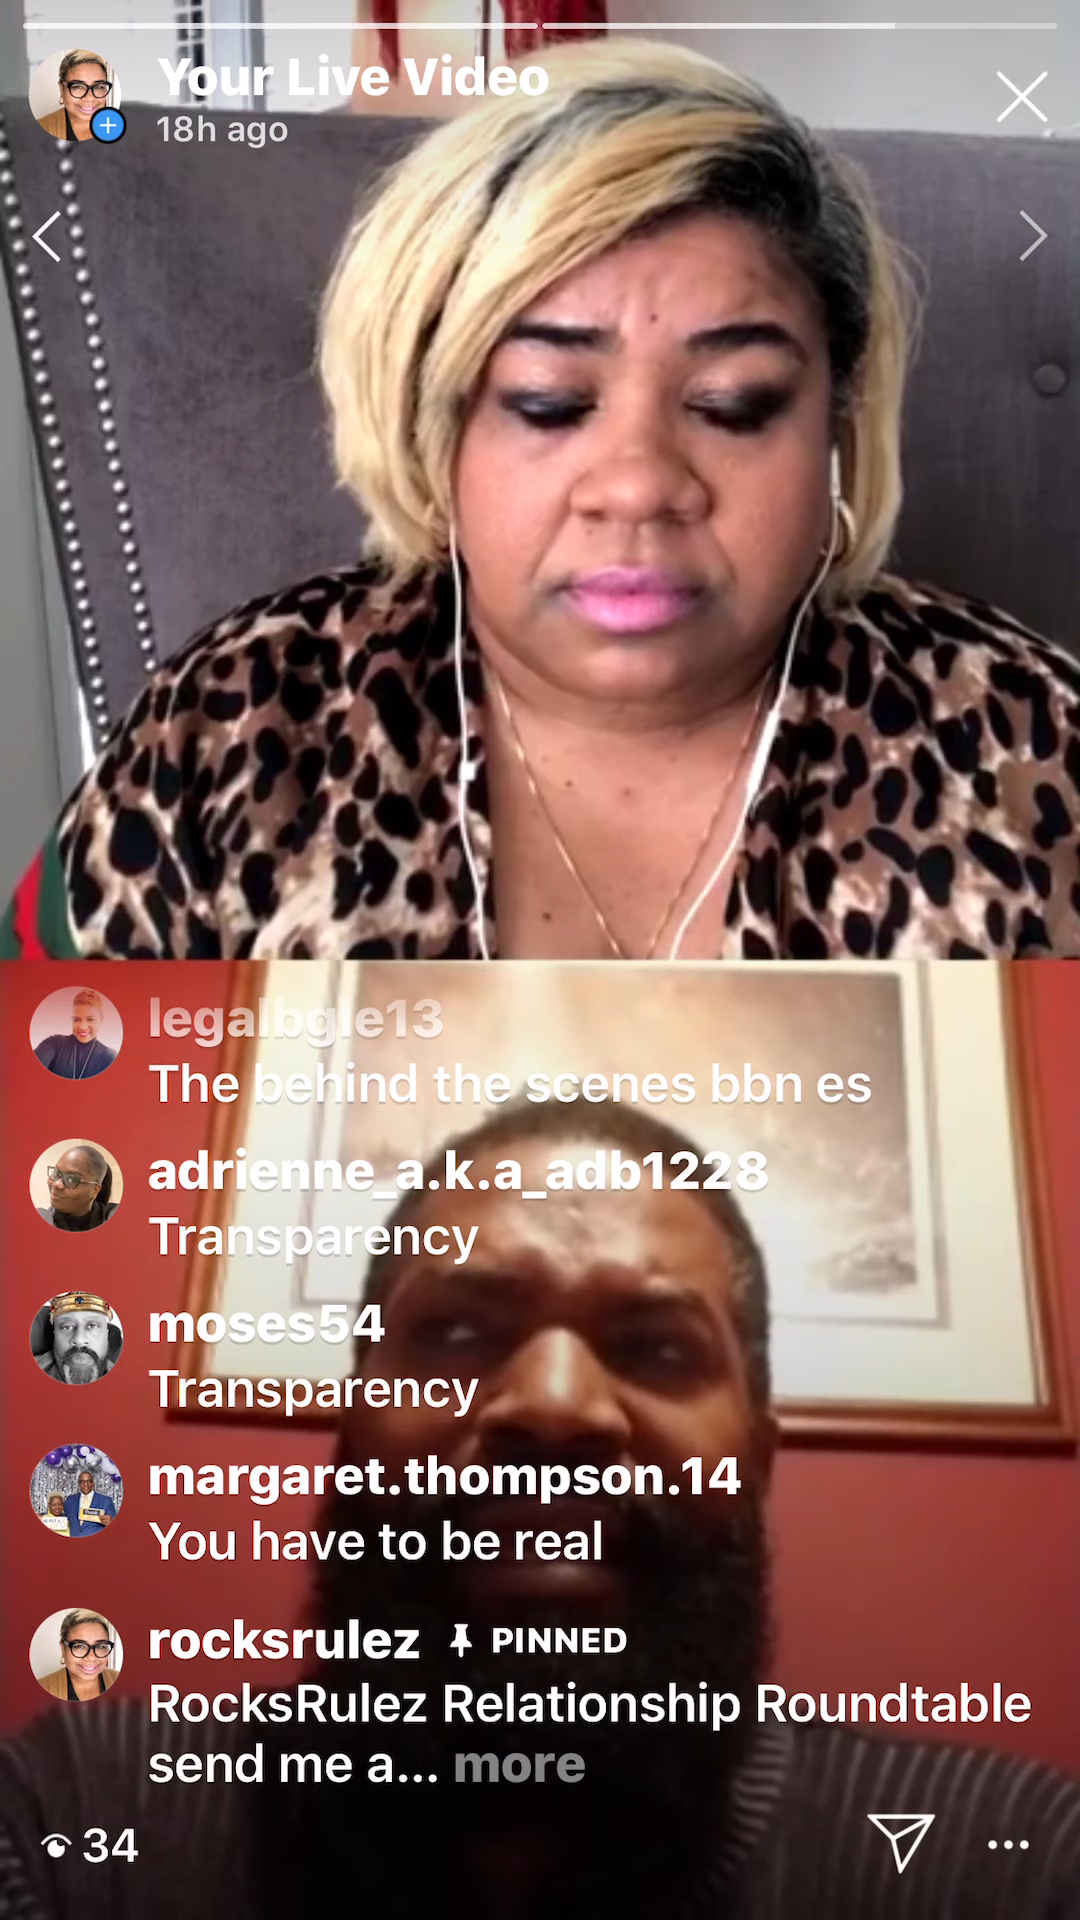 Your Live Video
18h ago
legalbgle13
The behind the scenes bbn es
adrienne_a.k.a_adb1228
Transparency
moses54
Transparency
margaret.thompson.14
You have to be real
rocksrulez PINNED
RocksRulez Relationship Roundtable
send me a... more
34